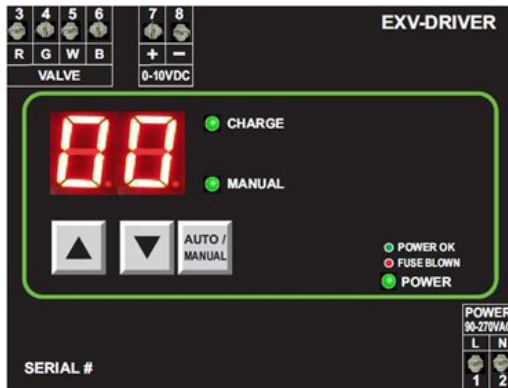 3 4 5 6 7 8
EXV-DRIVER
R G W B + −
VALVE 0-10VDC
00
CHARGE
MANUAL
▲ ▼ AUTO /
MANUAL
POWER OK
FUSE BLOWN
POWER
POWER
90-270VAC
L N
SERIAL #
1 2